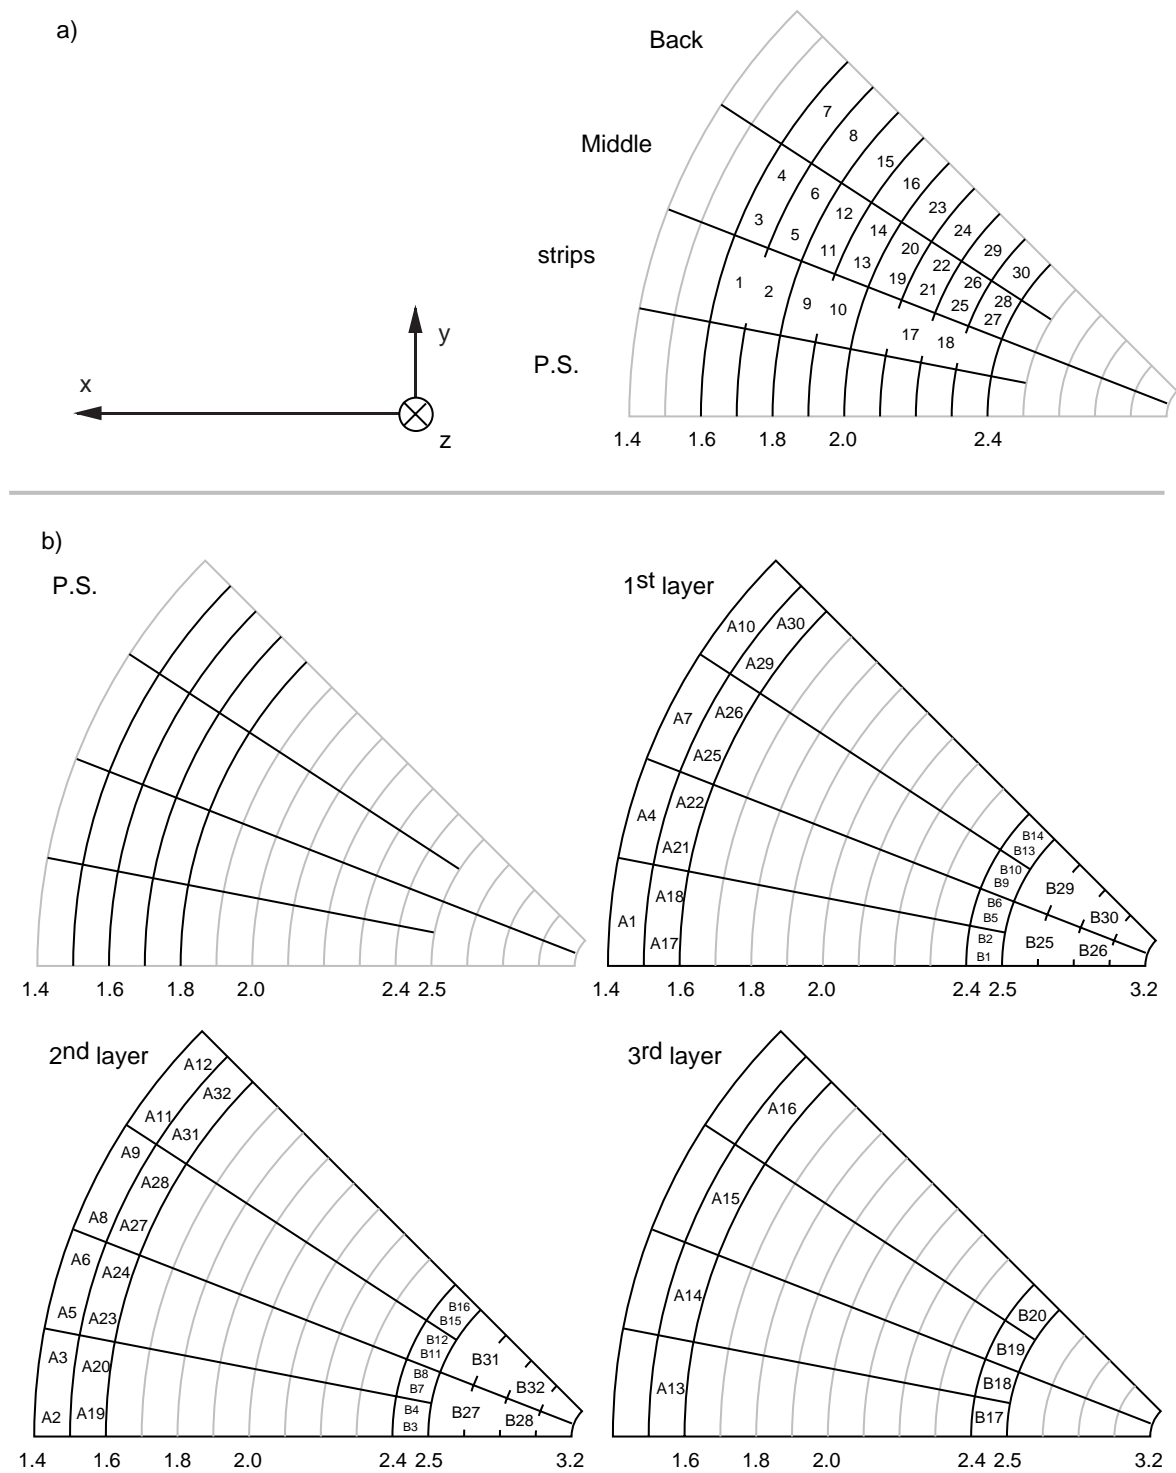 a)
Back
7
8
Middle
15
4
16
6
23
12
3
24
14
5
20
29
11
strips
22
13
30
26
19
1
21
2
28
9
25
10
27
17
18
y
P.S.
x
z
1.4 1.6 1.8 2.0 2.4
b)
P.S.
1.4 1.6 1.8 2.0 2.4 2.5
1st layer
A10 A30
A29
A7 A26
A25
A4 A22
A21
A1 A18
A17
B14
B13
B10
B9
B6
B5
B2
B1
B29
B30
B25
B26
1.4 1.6 1.8 2.0 2.4 2.5 3.2
2nd layer
A12
A32
A11
A31
A9
A28
A8
A27
A6
A24
A5
A23
A3
A20
A2 A19
B16
B15
B12
B11
B8
B7
B4
B3
B31
B32
B27
B28
1.4 1.6 1.8 2.0 2.4 2.5 3.2
3rd layer
A16
A15
A14
A13
B20
B19
B18
B17
1.6 1.8 2.0 2.4 2.5 3.2